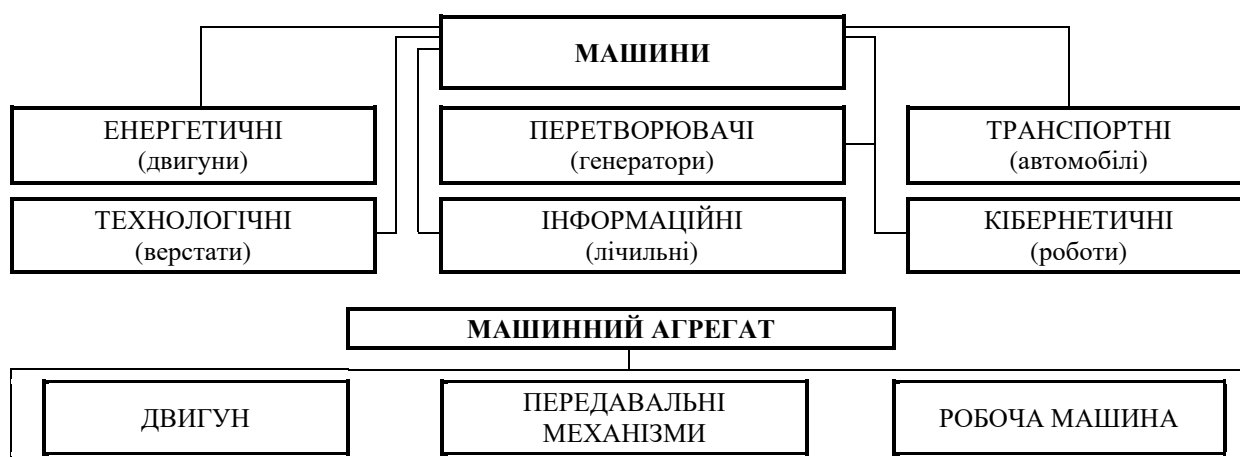 МАШИНИ
ЕНЕРГЕТИЧНІ
(двигуни)
ПЕРЕТВОРЮВАЧІ
(генератори)
ТРАНСПОРТНІ
(автомобілі)
ТЕХНОЛОГІЧНІ
(верстати)
ІНФОРМАЦІЙНІ
(лічильні)
КІБЕРНЕТИЧНІ
(роботи)
МАШИННИЙ АГРЕГАТ
ДВИГУН
ПЕРЕДАВАЛЬНІ
МЕХАНІЗМИ
РОБОЧА МАШИНА